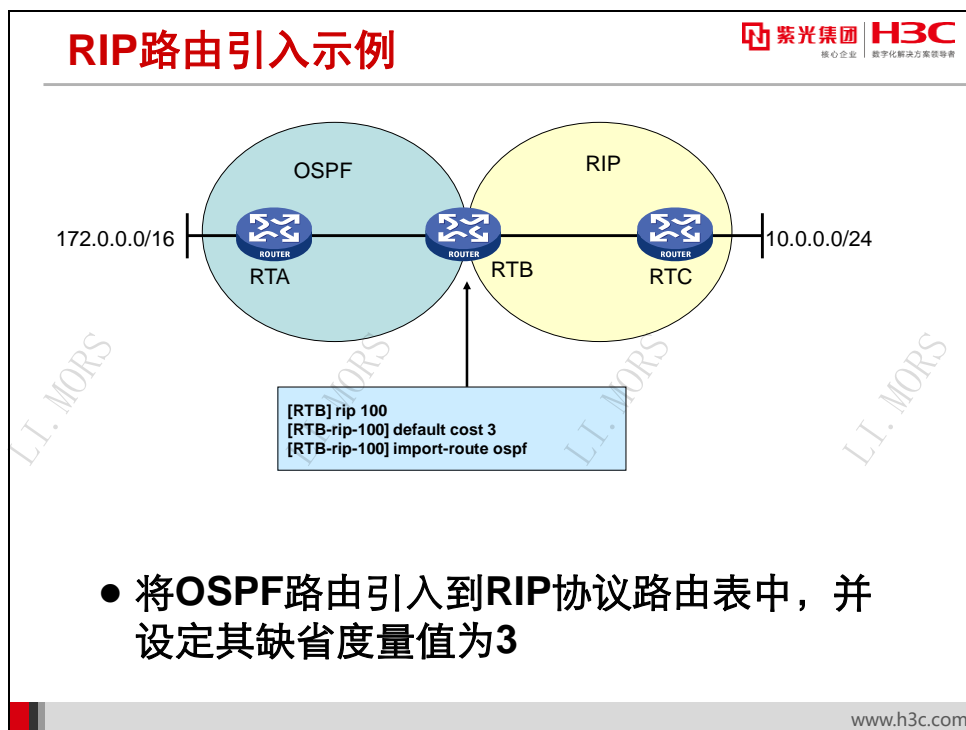 RIP路由引入示例
紫光集团 H3C
核心企业 数字化解决方案领导者
OSPF
RIP
172.0.0.0/16
ROUTER
ROUTER
ROUTER
10.0.0.0/24
RTA
RTB
RTC
[RTB] rip 100
[RTB-rip-100] default cost 3
[RTB-rip-100] import-route ospf
LI. MORS
LI. MORS
LI. MORS
LI. MORS
● 将OSPF路由引入到RIP协议路由表中，并
设定其缺省度量值为3
www.h3c.com